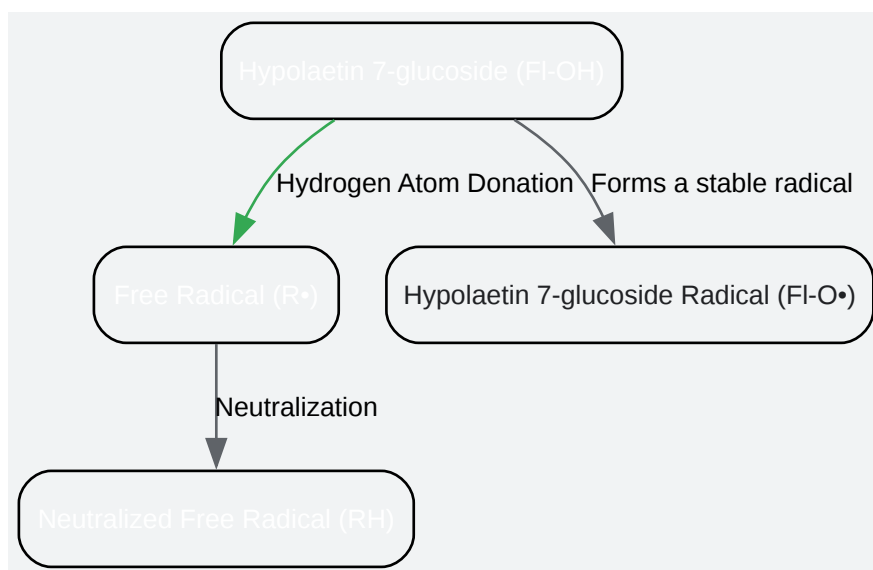 Hypolaetin 7-glucoside (Fl-OH)
Hydrogen Atom Donation
Forms a stable radical
Free Radical (R•)
Hypolaetin 7-glucoside Radical (Fl-O•)
Neutralization
Neutralized Free Radical (RH)